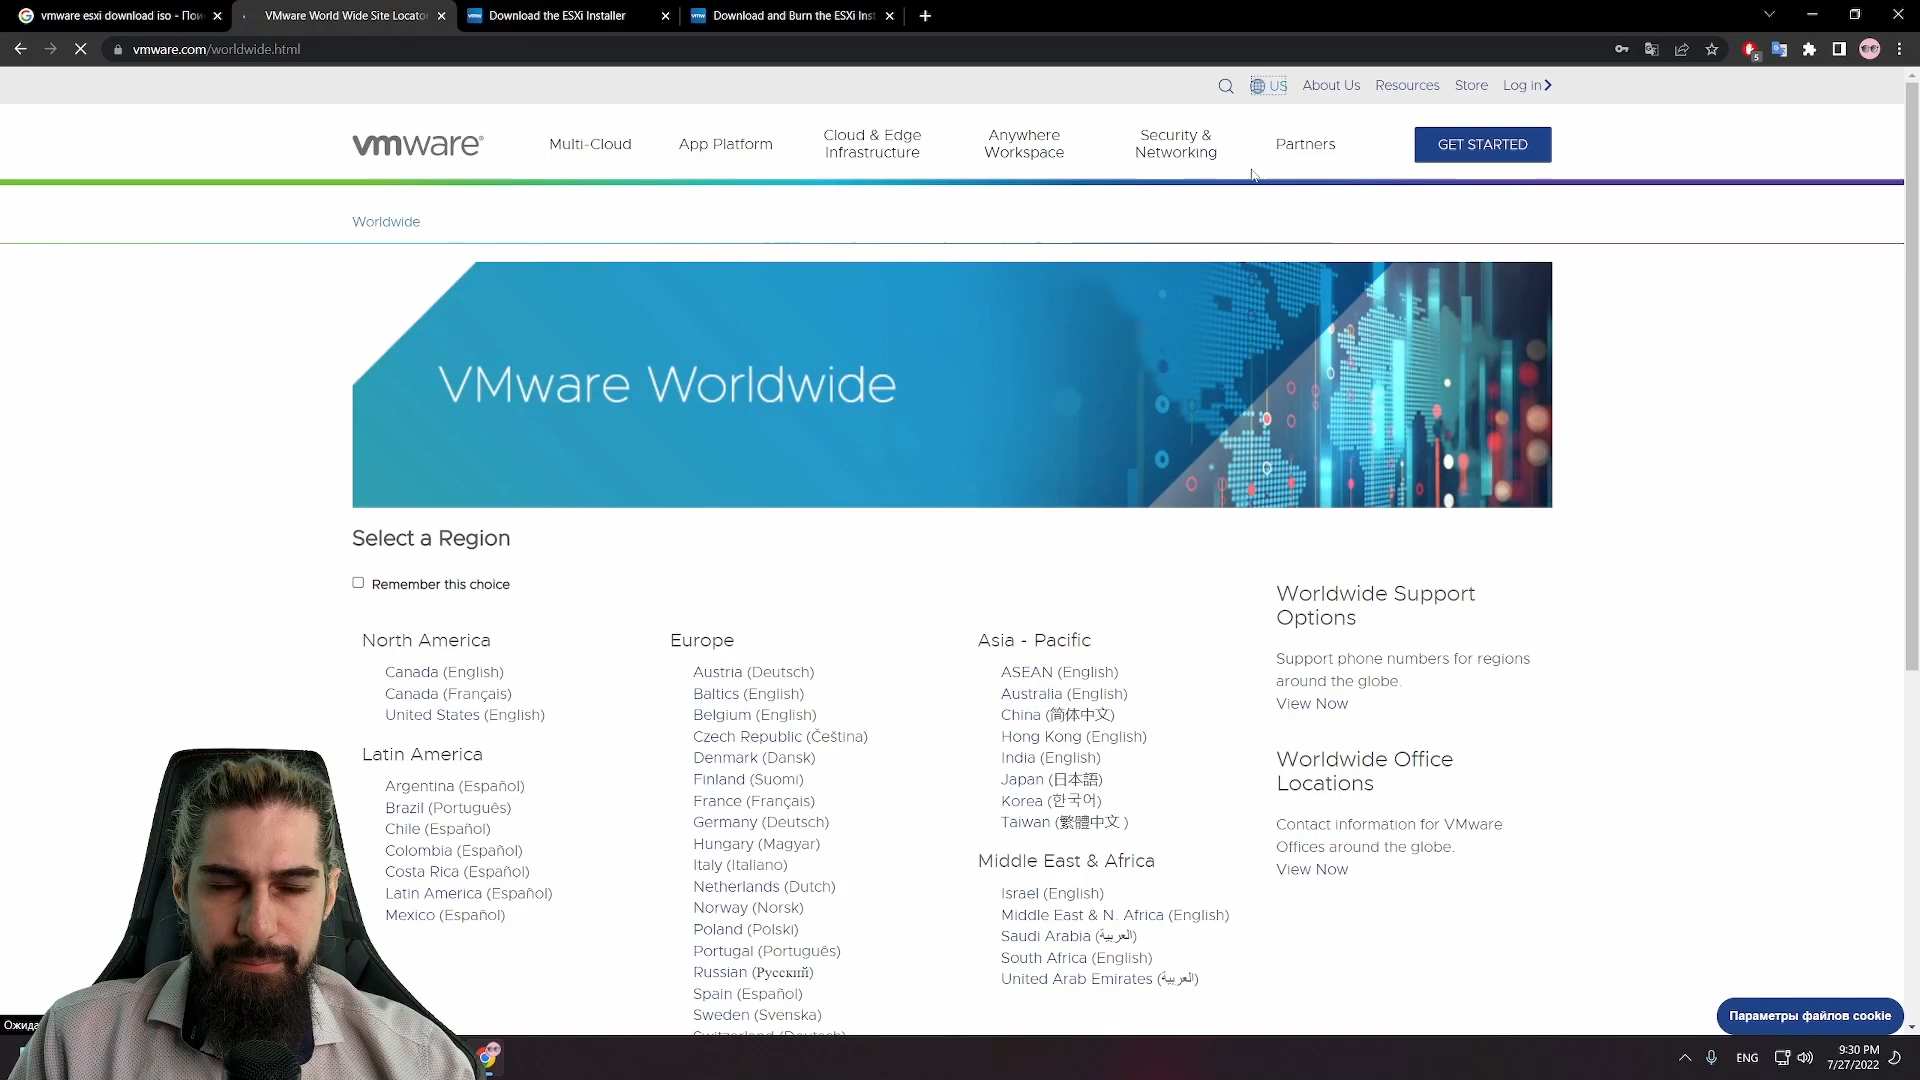 vmware esxi download iso - Пои
VMware World Wide Site Locator
Download the ESXi Installer
Download and Burn the ESXi Inst
vmware.com/worldwide.html
5
US
About Us
Resources
Store
Log in
vmware®
Multi-Cloud
App Platform
Cloud & Edge
Infrastructure
Anywhere
Workspace
Security &
Networking
Partners
GET STARTED
Worldwide
VMware Worldwide
Select a Region
Remember this choice
North America
Canada (English)
Canada (Français)
United States (English)
Latin America
Argentina (Español)
Brazil (Português)
Chile (Español)
Colombia (Español)
Costa Rica (Español)
Latin America (Español)
Mexico (Español)
Europe
Austria (Deutsch)
Baltics (English)
Belgium (English)
Czech Republic (Čeština)
Denmark (Dansk)
Finland (Suomi)
France (Français)
Germany (Deutsch)
Hungary (Magyar)
Italy (Italiano)
Netherlands (Dutch)
Norway (Norsk)
Poland (Polski)
Portugal (Português)
Russian (Русский)
Spain (Español)
Sweden (Svenska)
Switzerland (Deutsch)
Asia - Pacific
ASEAN (English)
Australia (English)
China (简体中文)
Hong Kong (English)
India (English)
Japan (日本語)
Korea (한국어)
Taiwan (繁體中文 )
Middle East & Africa
Israel (English)
Middle East & N. Africa (English)
Saudi Arabia (العربية)
South Africa (English)
United Arab Emirates (العربية)
Worldwide Support
Options
Support phone numbers for regions
around the globe.
View Now
Worldwide Office
Locations
Contact information for VMware
Offices around the globe.
View Now
Параметры файлов cookie
Ожида
ENG
9:30 PM
7/27/2022